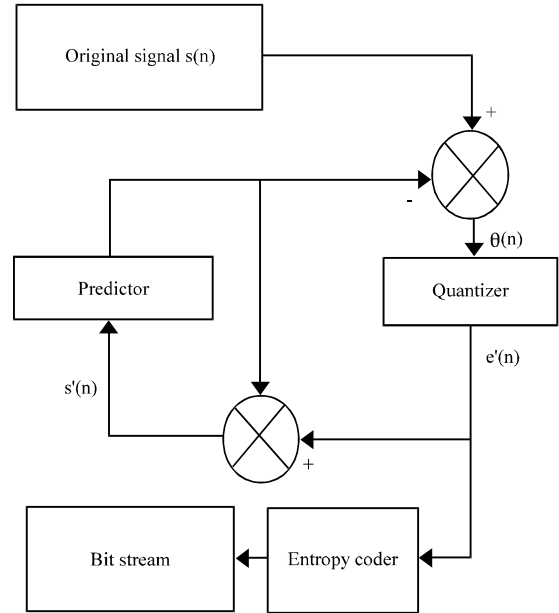 Original signal s(n)
+
-
θ(n)
Predictor
Quantizer
e'(n)
s'(n)
+
Bit stream
Entropy coder